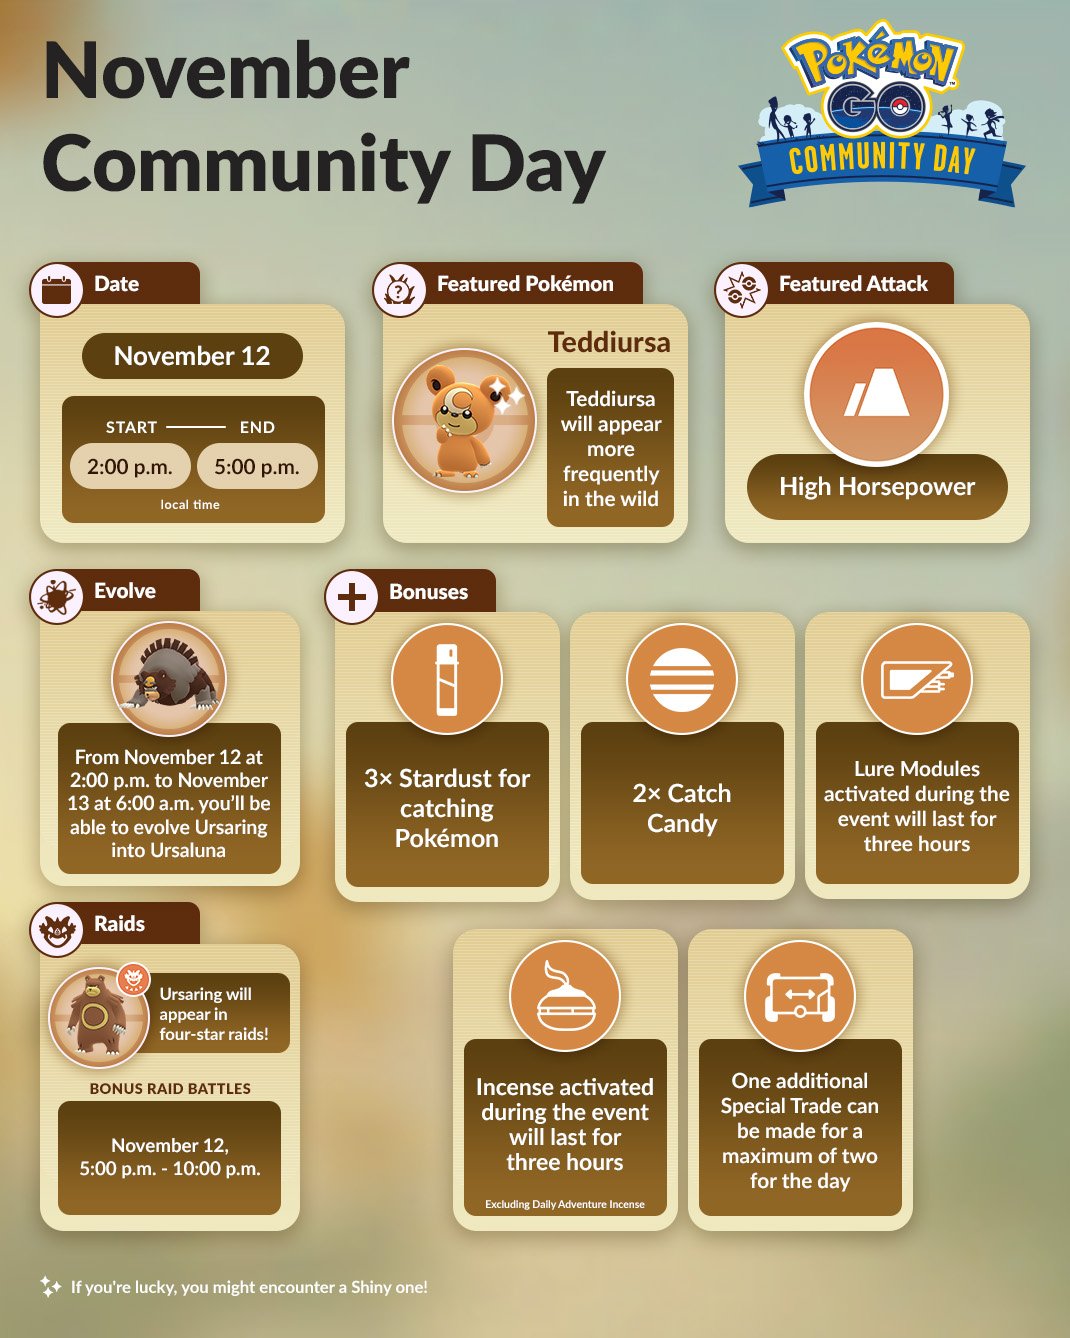 November
Community Day
POKÉMON
GO
COMMUNITY DAY
Date
November 12
START
END
2:00 p.m.
5:00 p.m.
local time
Featured Pokémon
Teddiursa
Teddiursa
will appear
more
frequently
in the wild
Featured Attack
High Horsepower
Evolve
From November 12 at
2:00 p.m. to November
13 at 6:00 a.m. you'll be
able to evolve Ursaring
into Ursaluna
Bonuses
3× Stardust for
catching
Pokémon
2× Catch
Candy
Lure Modules
activated during the
event will last for
three hours
Raids
Ursaring will
appear in
four-star raids!
BONUS RAID BATTLES
November 12,
5:00 p.m. - 10:00 p.m.
Incense activated
during the event
will last for
three hours
Excluding Daily Adventure Incense
One additional
Special Trade can
be made for a
maximum of two
for the day
If you're lucky, you might encounter a Shiny one!